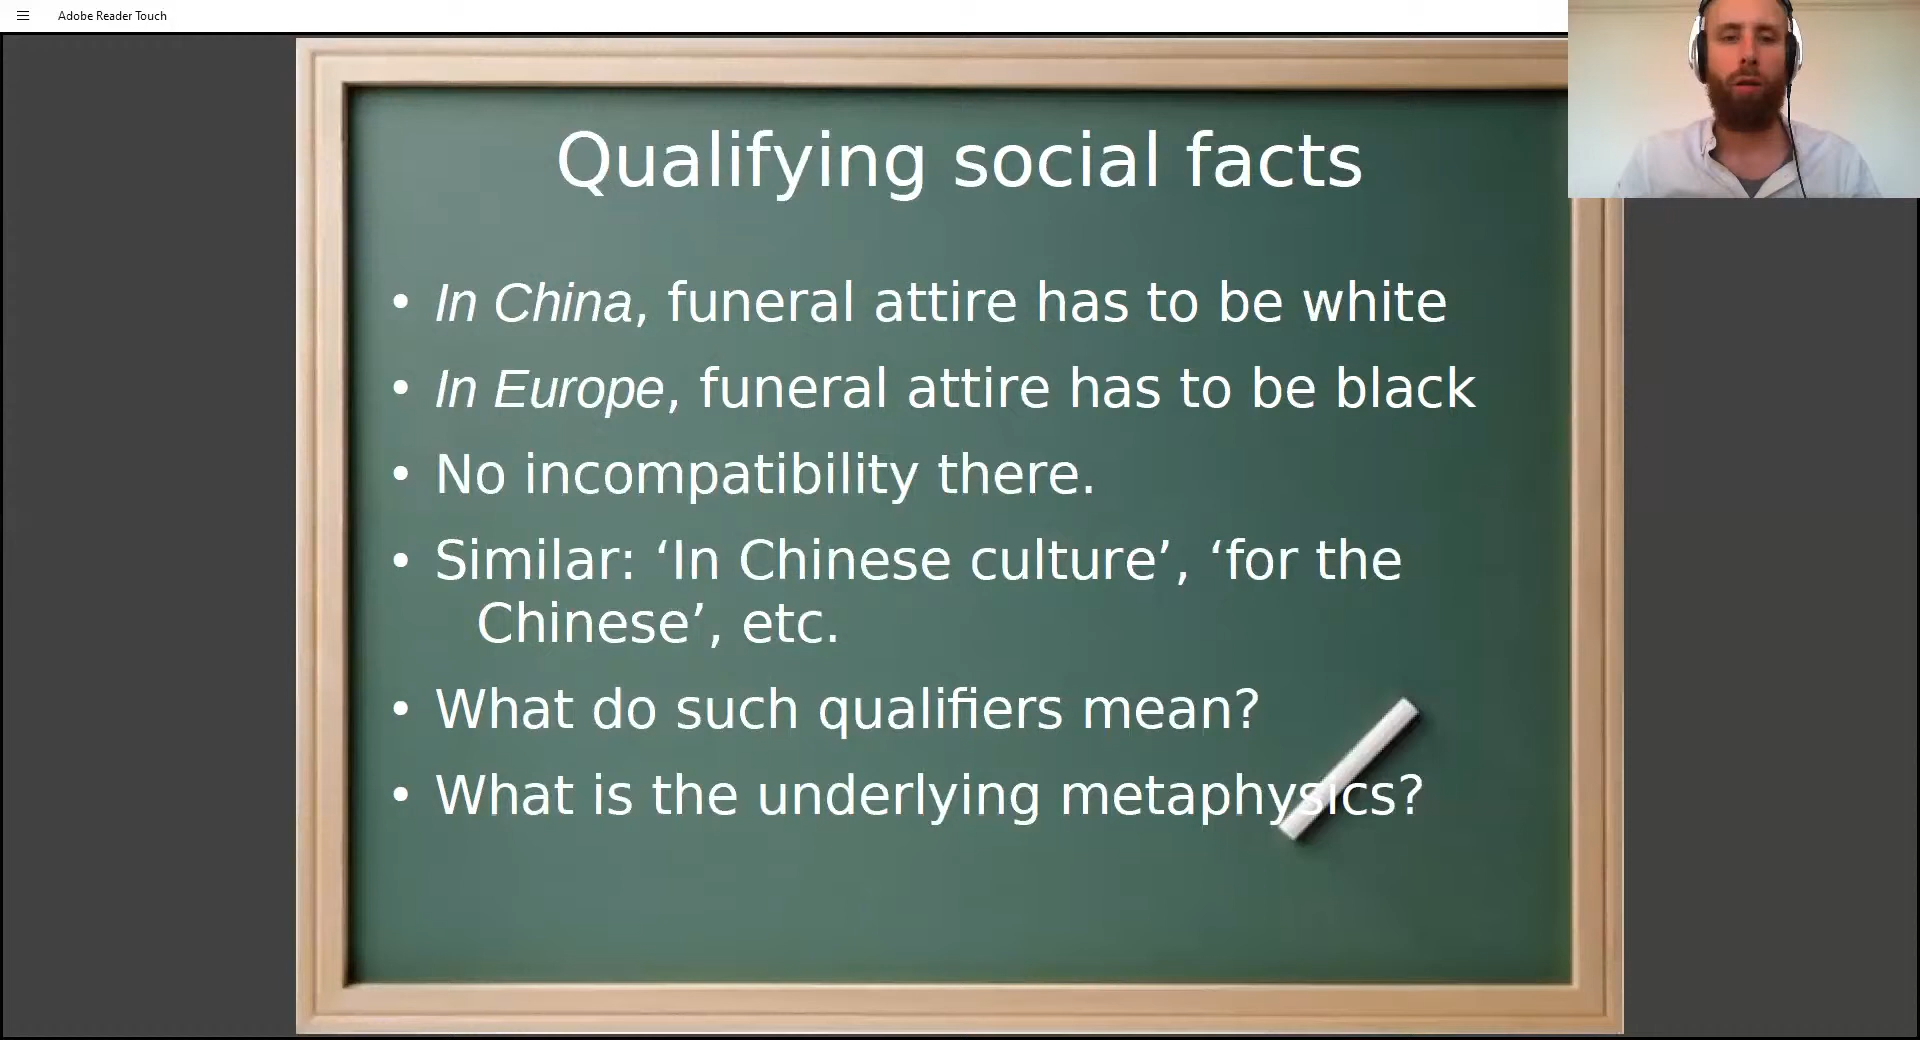 Adobe Reader Touch
Qualifying social facts
• In China, funeral attire has to be white
• In Europe, funeral attire has to be black
• No incompatibility there.
• Similar: ‘In Chinese culture’, ‘for the
Chinese’, etc.
• What do such qualifiers mean?
• What is the underlying metaphysics?